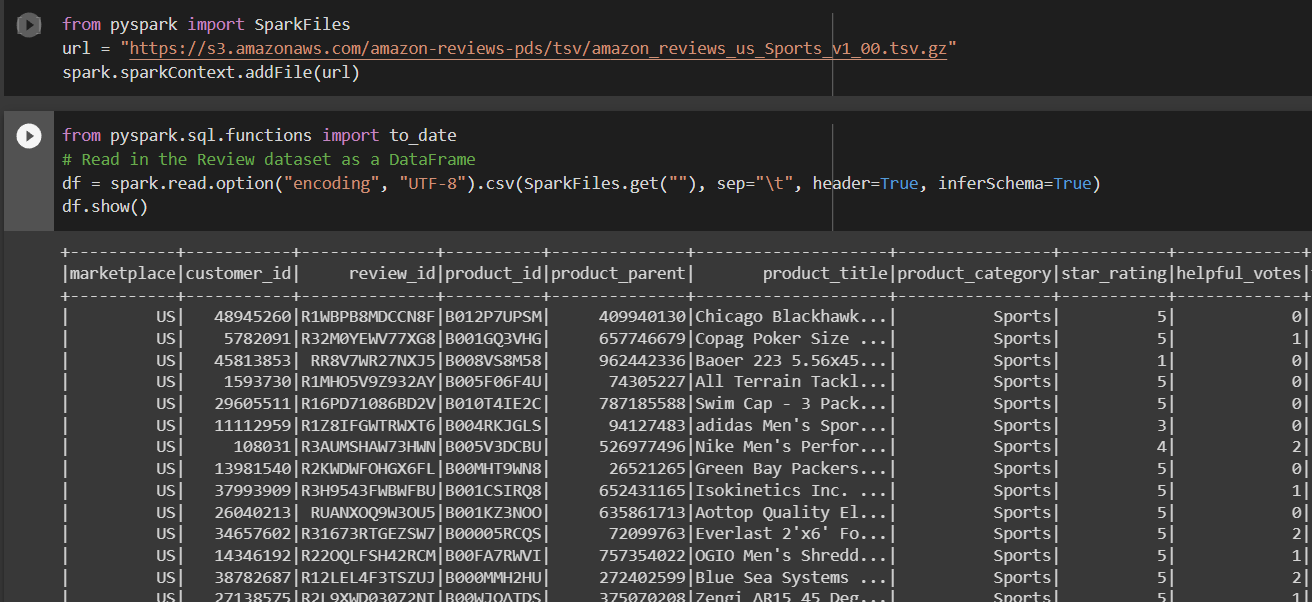 from pyspark import SparkFiles
url = "https://s3.amazonaws.com/amazon-reviews-pds/tsv/amazon_reviews_us_Sports_v1_00.tsv.gz"
spark.sparkContext.addFile(url)
from pyspark.sql.functions import to_date
# Read in the Review dataset as a DataFrame
df = spark.read.option("encoding", "UTF-8").csv(SparkFiles.get(""), sep="\t", header=True, inferSchema=True)
df.show()
+-----------+-----------+--------------+----------+--------------+--------------------+----------------+-----------+-------------+
|marketplace|customer_id|     review_id|product_id|product_parent|       product_title|product_category|star_rating|helpful_votes|
+-----------+-----------+--------------+----------+--------------+--------------------+----------------+-----------+-------------+
|         US|   48945260|R1WBPB8MDCCN8F|B012P7UPSM|     409940130|Chicago Blackhawk...|          Sports|          5|            0|
|         US|    5782091|R32M0YEWV77XG8|B001GQ3VHG|     657746679|Copag Poker Size ...|          Sports|          5|            1|
|         US|   45813853| RR8V7WR27NXJ5|B008VS8M58|     962442336|Baoer 223 5.56x45...|          Sports|          1|            0|
|         US|    1593730|R1MHO5V9Z932AY|B005F06F4U|      74305227|All Terrain Tackl...|          Sports|          5|            0|
|         US|   29605511|R16PD71086BD2V|B010T4IE2C|     787185588|Swim Cap - 3 Pack...|          Sports|          5|            0|
|         US|   11112959|R1Z8IFGWTRWXT6|B004RKJGLS|      94127483|adidas Men's Spor...|          Sports|          3|            0|
|         US|     108031|R3AUMSHAW73HWN|B005V3DCBU|     526977496|Nike Men's Perfor...|          Sports|          4|            2|
|         US|   13981540|R2KWDWFOHGX6FL|B00MHT9WN8|      26521265|Green Bay Packers...|          Sports|          5|            0|
|         US|   37993909|R3H9543FWBWFBU|B001CSIRQ8|     652431165|Isokinetics Inc. ...|          Sports|          5|            1|
|         US|   26040213| RUANXOQ9W3OU5|B001KZ3NOO|     635861713|Aottop Quality El...|          Sports|          5|            0|
|         US|   34657602|R31673RTGEZSW7|B00005RCQS|      72099763|Everlast 2'x6' Fo...|          Sports|          5|            2|
|         US|   14346192|R22OQLFSH42RCM|B00FA7RWVI|     757354022|OGIO Men's Shredd...|          Sports|          5|            1|
|         US|   38782687|R12LEL4F3TSZUJ|B000MMH2HU|     272402599|Blue Sea Systems ...|          Sports|          5|            2|
|         US|   27138575|R2L9XWD03072NI|B00WJOATDS|     375070208|Zengi AR15 45 Deg...|          Sports|          5|            1|